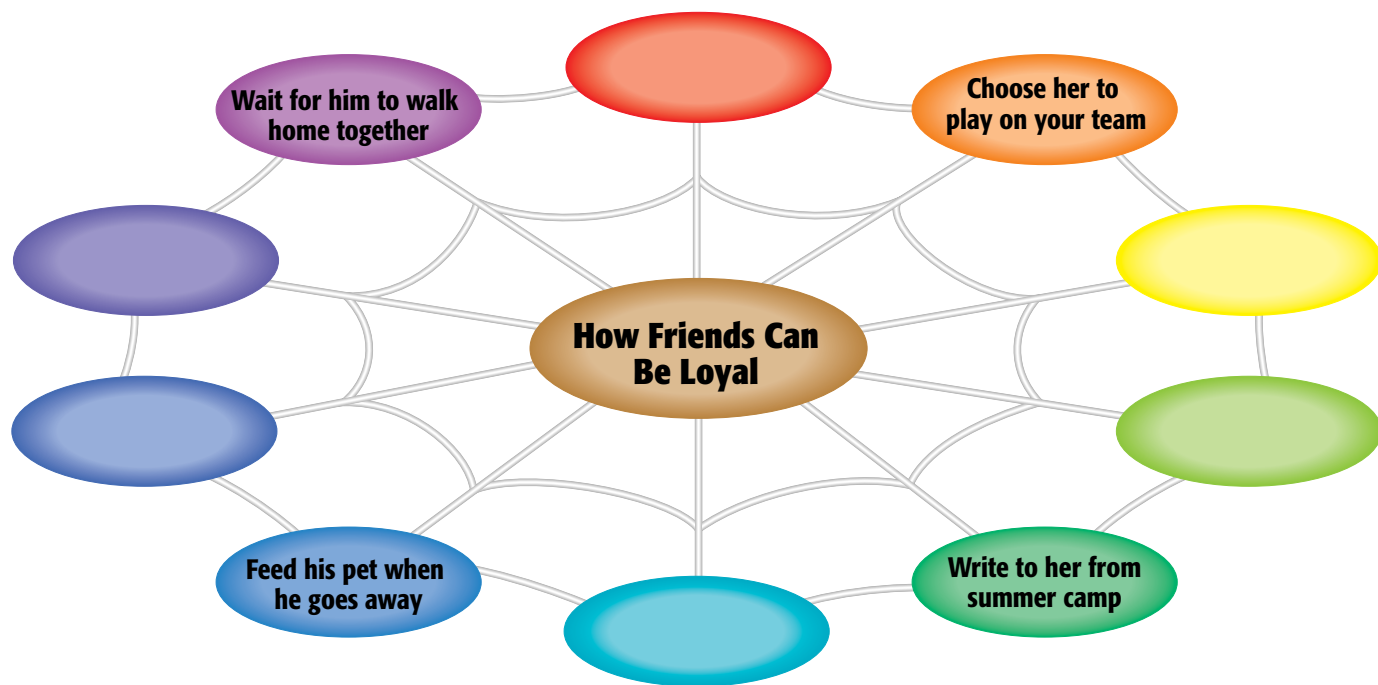 Wait for him to walk
home together
Choose her to
play on your team
How Friends Can
Be Loyal
Feed his pet when
he goes away
Write to her from
summer camp